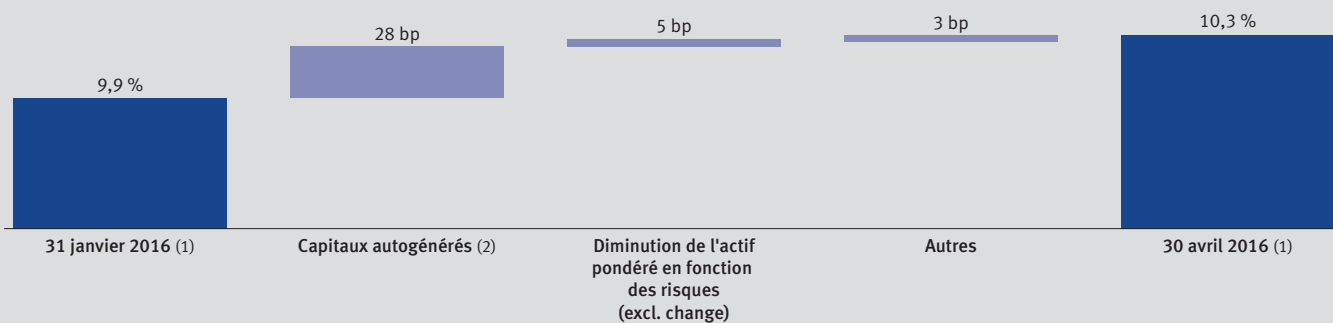 9,9 %
28 bp
5 bp
3 bp
10,3 %
31 janvier 2016 (1)
Capitaux autogénérés (2)
Diminution de l'actif
pondéré en fonction
des risques
(excl. change)
Autres
30 avril 2016 (1)